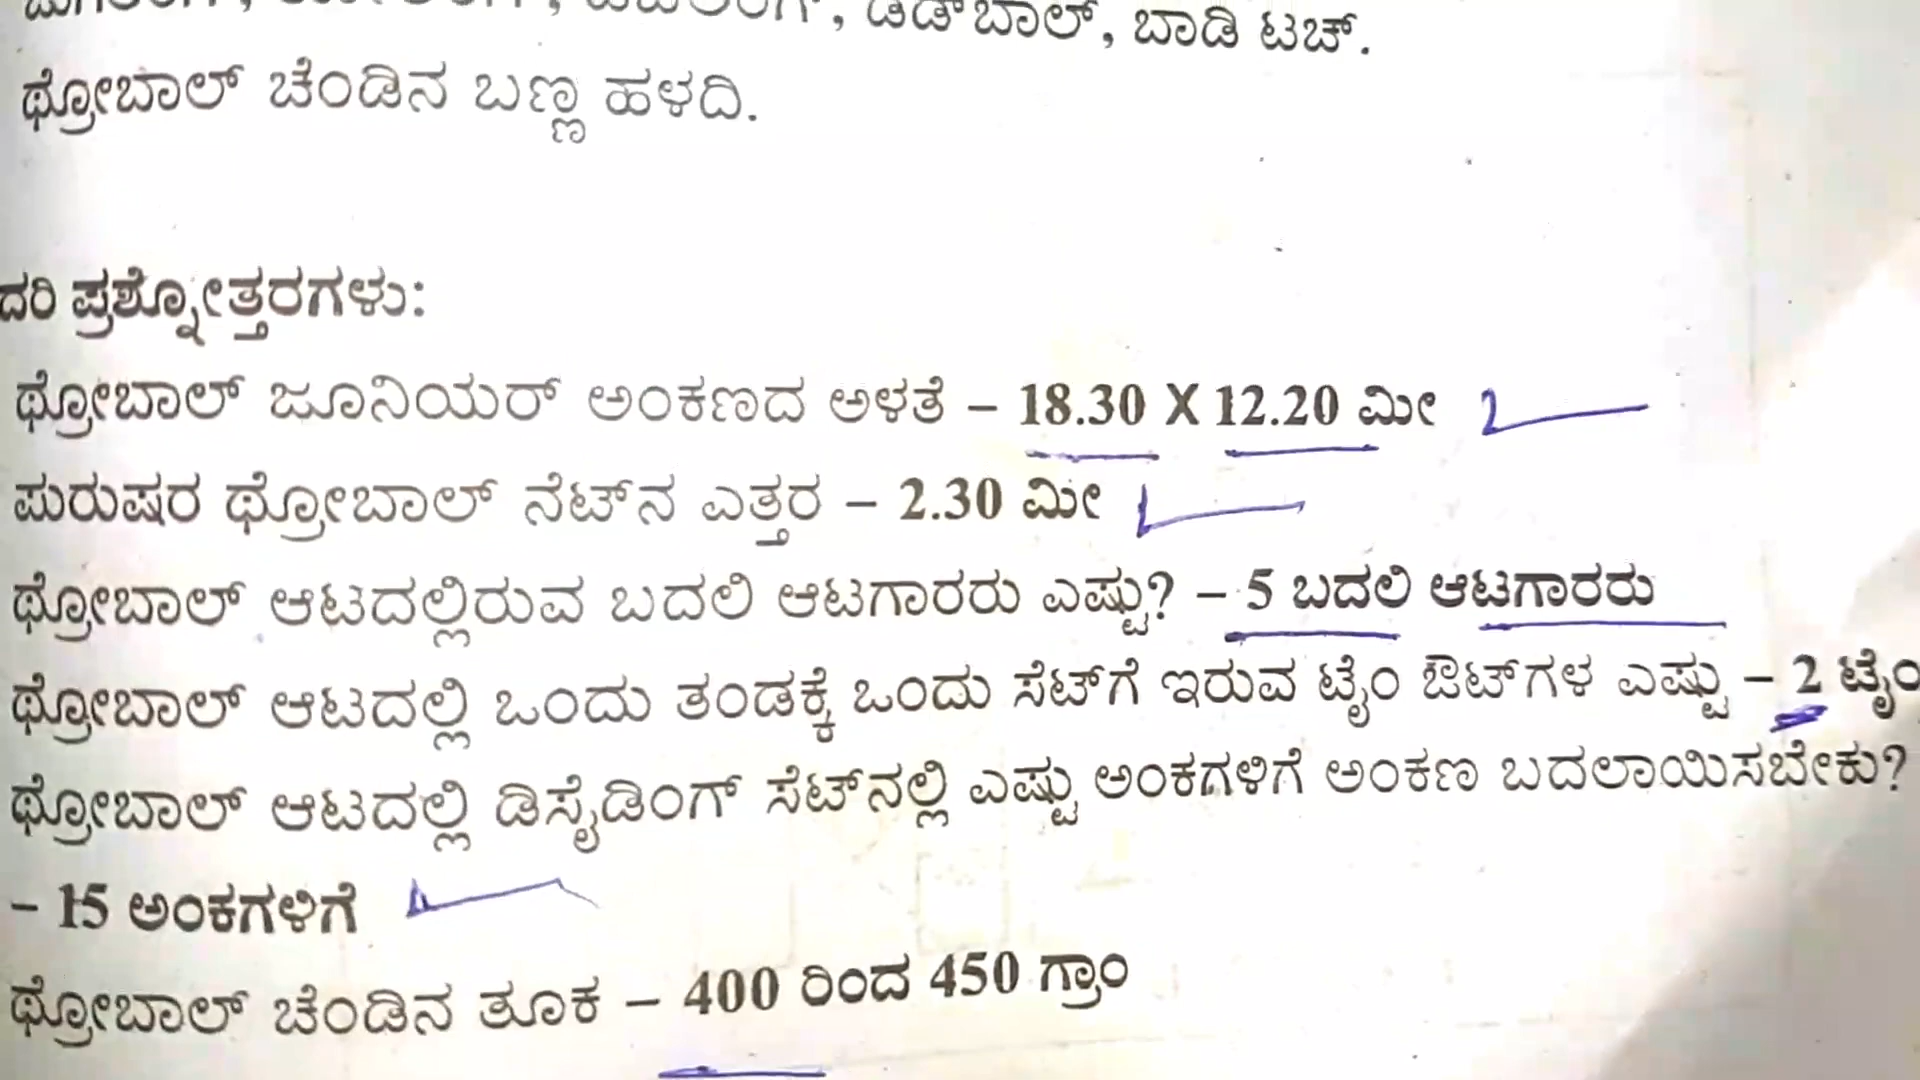 ಡೆಡ್‌ಬಾಲ್, ಬಾಡಿ ಟಚ್.
ಥ್ರೋಬಾಲ್ ಚೆಂಡಿನ ಬಣ್ಣ ಹಳದಿ.
ದರಿ ಪ್ರಶ್ನೋತ್ತರಗಳು:
ಥ್ರೋಬಾಲ್ ಜೂನಿಯರ್ ಅಂಕಣದ ಅಳತೆ – 18.30 X 12.20 ಮೀ
ಪುರುಷರ ಥ್ರೋಬಾಲ್ ನೆಟ್‌ನ ಎತ್ತರ – 2.30 ಮೀ
ಥ್ರೋಬಾಲ್ ಆಟದಲ್ಲಿರುವ ಬದಲಿ ಆಟಗಾರರು ಎಷ್ಟು? – 5 ಬದಲಿ ಆಟಗಾರರು
ಥ್ರೋಬಾಲ್ ಆಟದಲ್ಲಿ ಒಂದು ತಂಡಕ್ಕೆ ಒಂದು ಸೆಟ್‌ಗೆ ಇರುವ ಟೈಂ ಔಟ್‌ಗಳ ಎಷ್ಟು – 2 ಟೈಂ
ಥ್ರೋಬಾಲ್ ಆಟದಲ್ಲಿ ಡಿಸೈಡಿಂಗ್ ಸೆಟ್‌ನಲ್ಲಿ ಎಷ್ಟು ಅಂಕಗಳಿಗೆ ಅಂಕಣ ಬದಲಾಯಿಸಬೇಕು?
– 15 ಅಂಕಗಳಿಗೆ
ಥ್ರೋಬಾಲ್ ಚೆಂಡಿನ ತೂಕ – 400 ರಿಂದ 450 ಗ್ರಾಂ